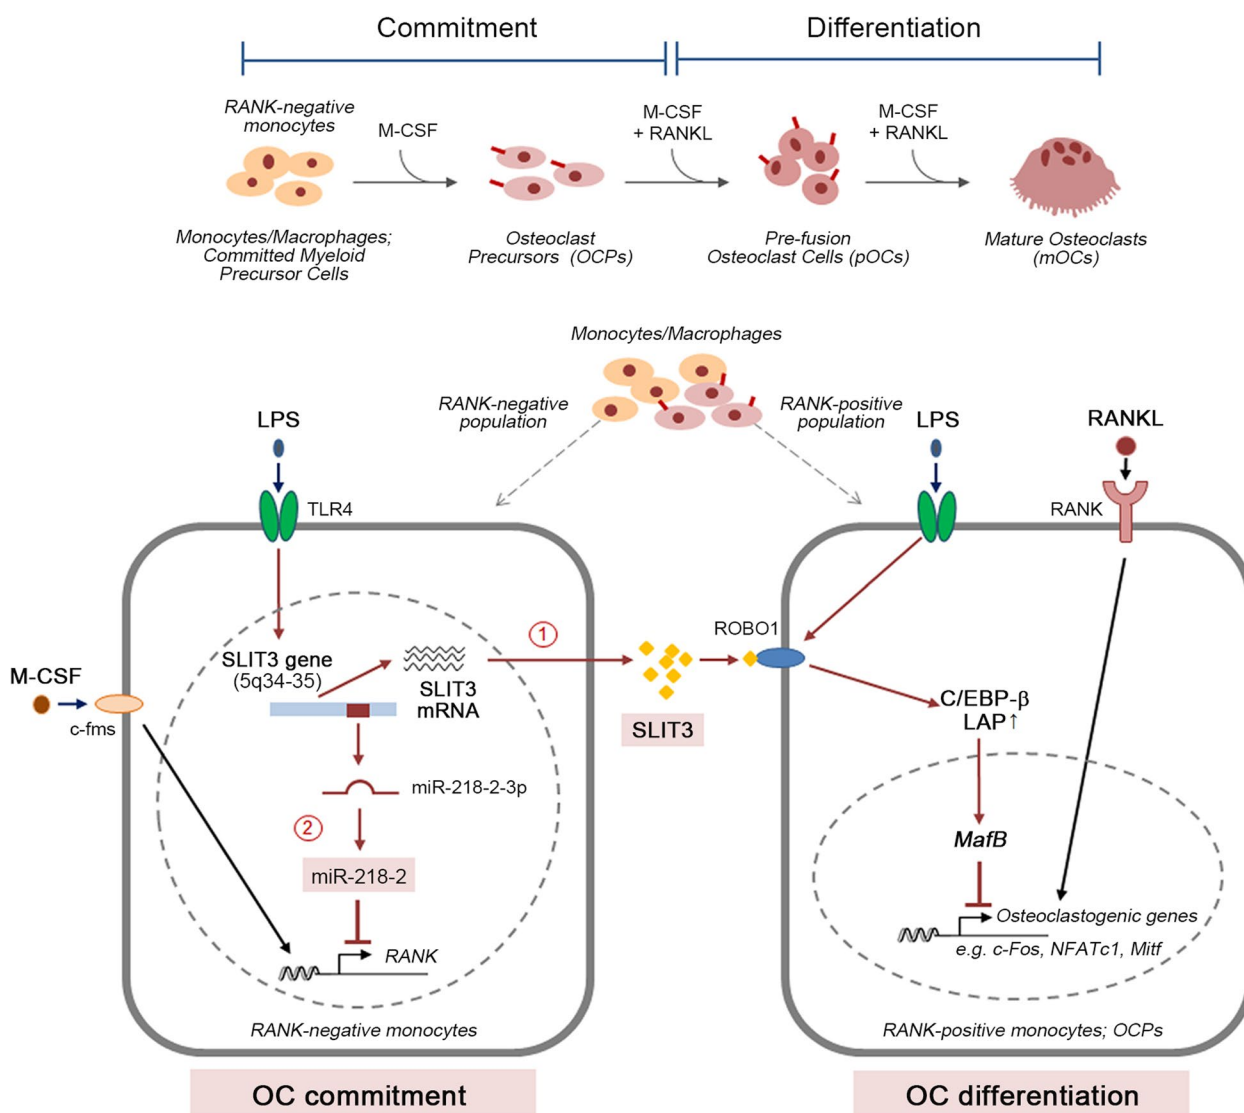 Commitment
Differentiation
RANK-negative
monocytes
M-CSF
M-CSF
+ RANKL
M-CSF
+ RANKL
Monocytes/Macrophages;
Committed Myeloid
Precursor Cells
Osteoclast
Precursors (OCPs)
Pre-fusion
Osteoclast Cells (pOCs)
Mature Osteoclasts
(mOCs)
Monocytes/Macrophages
RANK-negative
population
RANK-positive
population
LPS
TLR4
LPS
RANKL
RANK
M-CSF
c-fms
SLIT3 gene
(5q34-35)
SLIT3
mRNA
1
SLIT3
ROBO1
miR-218-2-3p
2
miR-218-2
RANK
C/EBP-β
LAP↑
MafB
Osteoclastogenic genes
e.g. c-Fos, NFATc1, Mitf
RANK-negative monocytes
RANK-positive monocytes; OCPs
OC commitment
OC differentiation